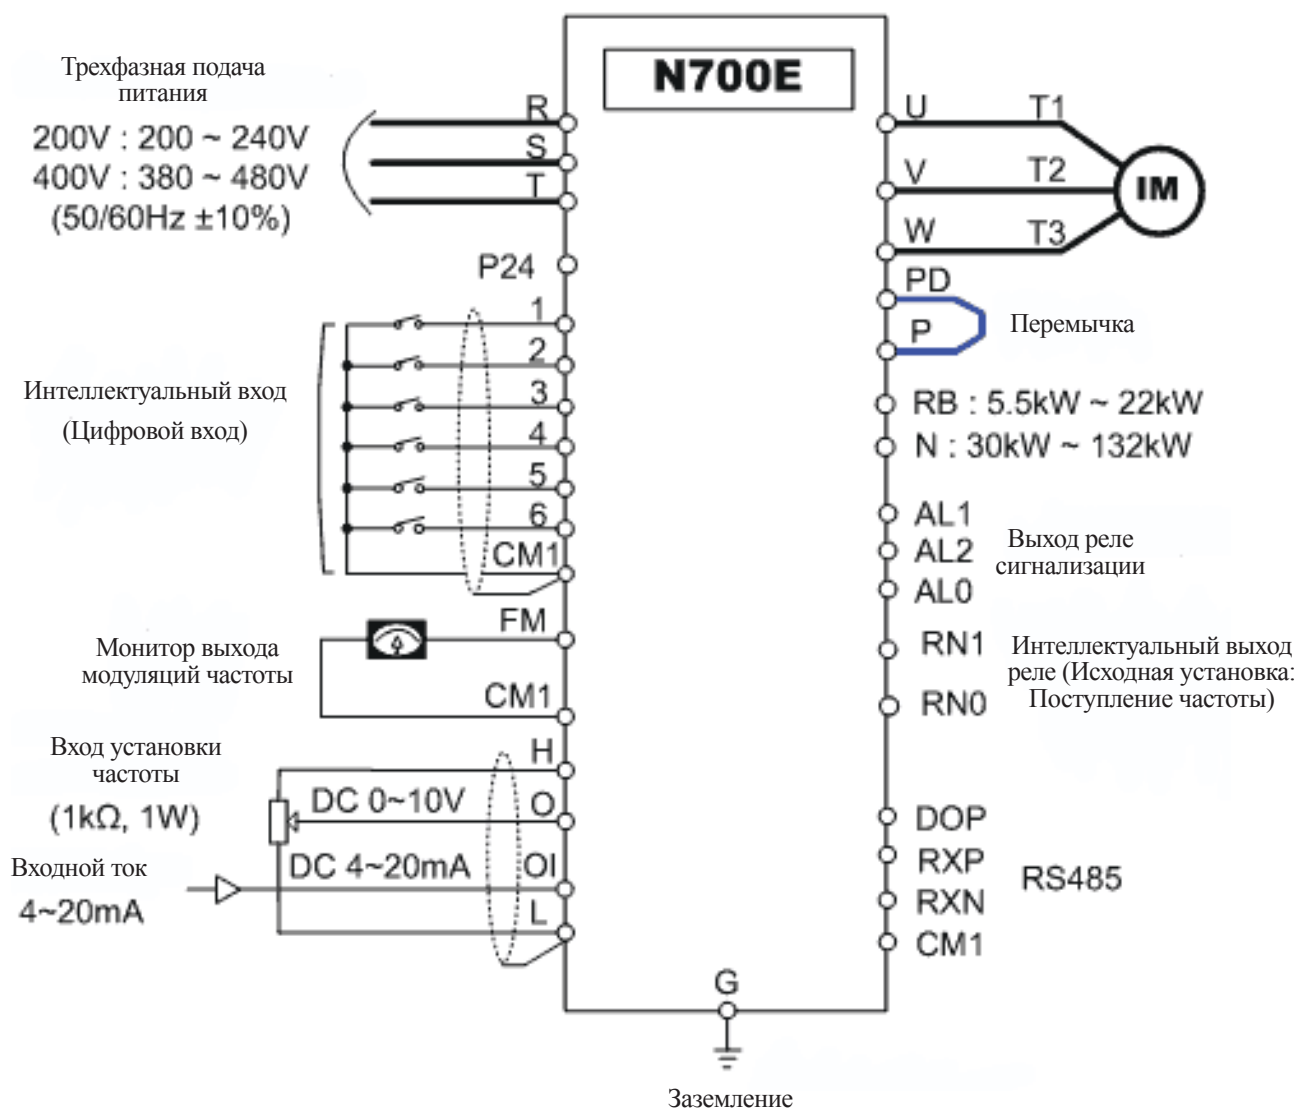 N700E
Трехфазная подача
питания
200V : 200 ~ 240V
400V : 380 ~ 480V
(50/60Hz ±10%)
R
S
T
P24
1
2
3
4
5
6
CM1
Интеллектуальный вход
(Цифровой вход)
FM
CM1
Монитор выхода
модуляций частоты
Вход установки
частоты
(1kΩ, 1W)
H
DC 0~10V
O
Входной ток
4~20mA
DC 4~20mA
OI
L
U
T1
V
T2
W
T3
IM
PD
P
Перемычка
RB : 5.5kW ~ 22kW
N : 30kW ~ 132kW
AL1
AL2
AL0
Выход реле
сигнализации
RN1
RN0
Интеллектуальный выход
реле (Исходная установка:
Поступление частоты)
DOP
RXP
RXN
CM1
RS485
G
Заземление